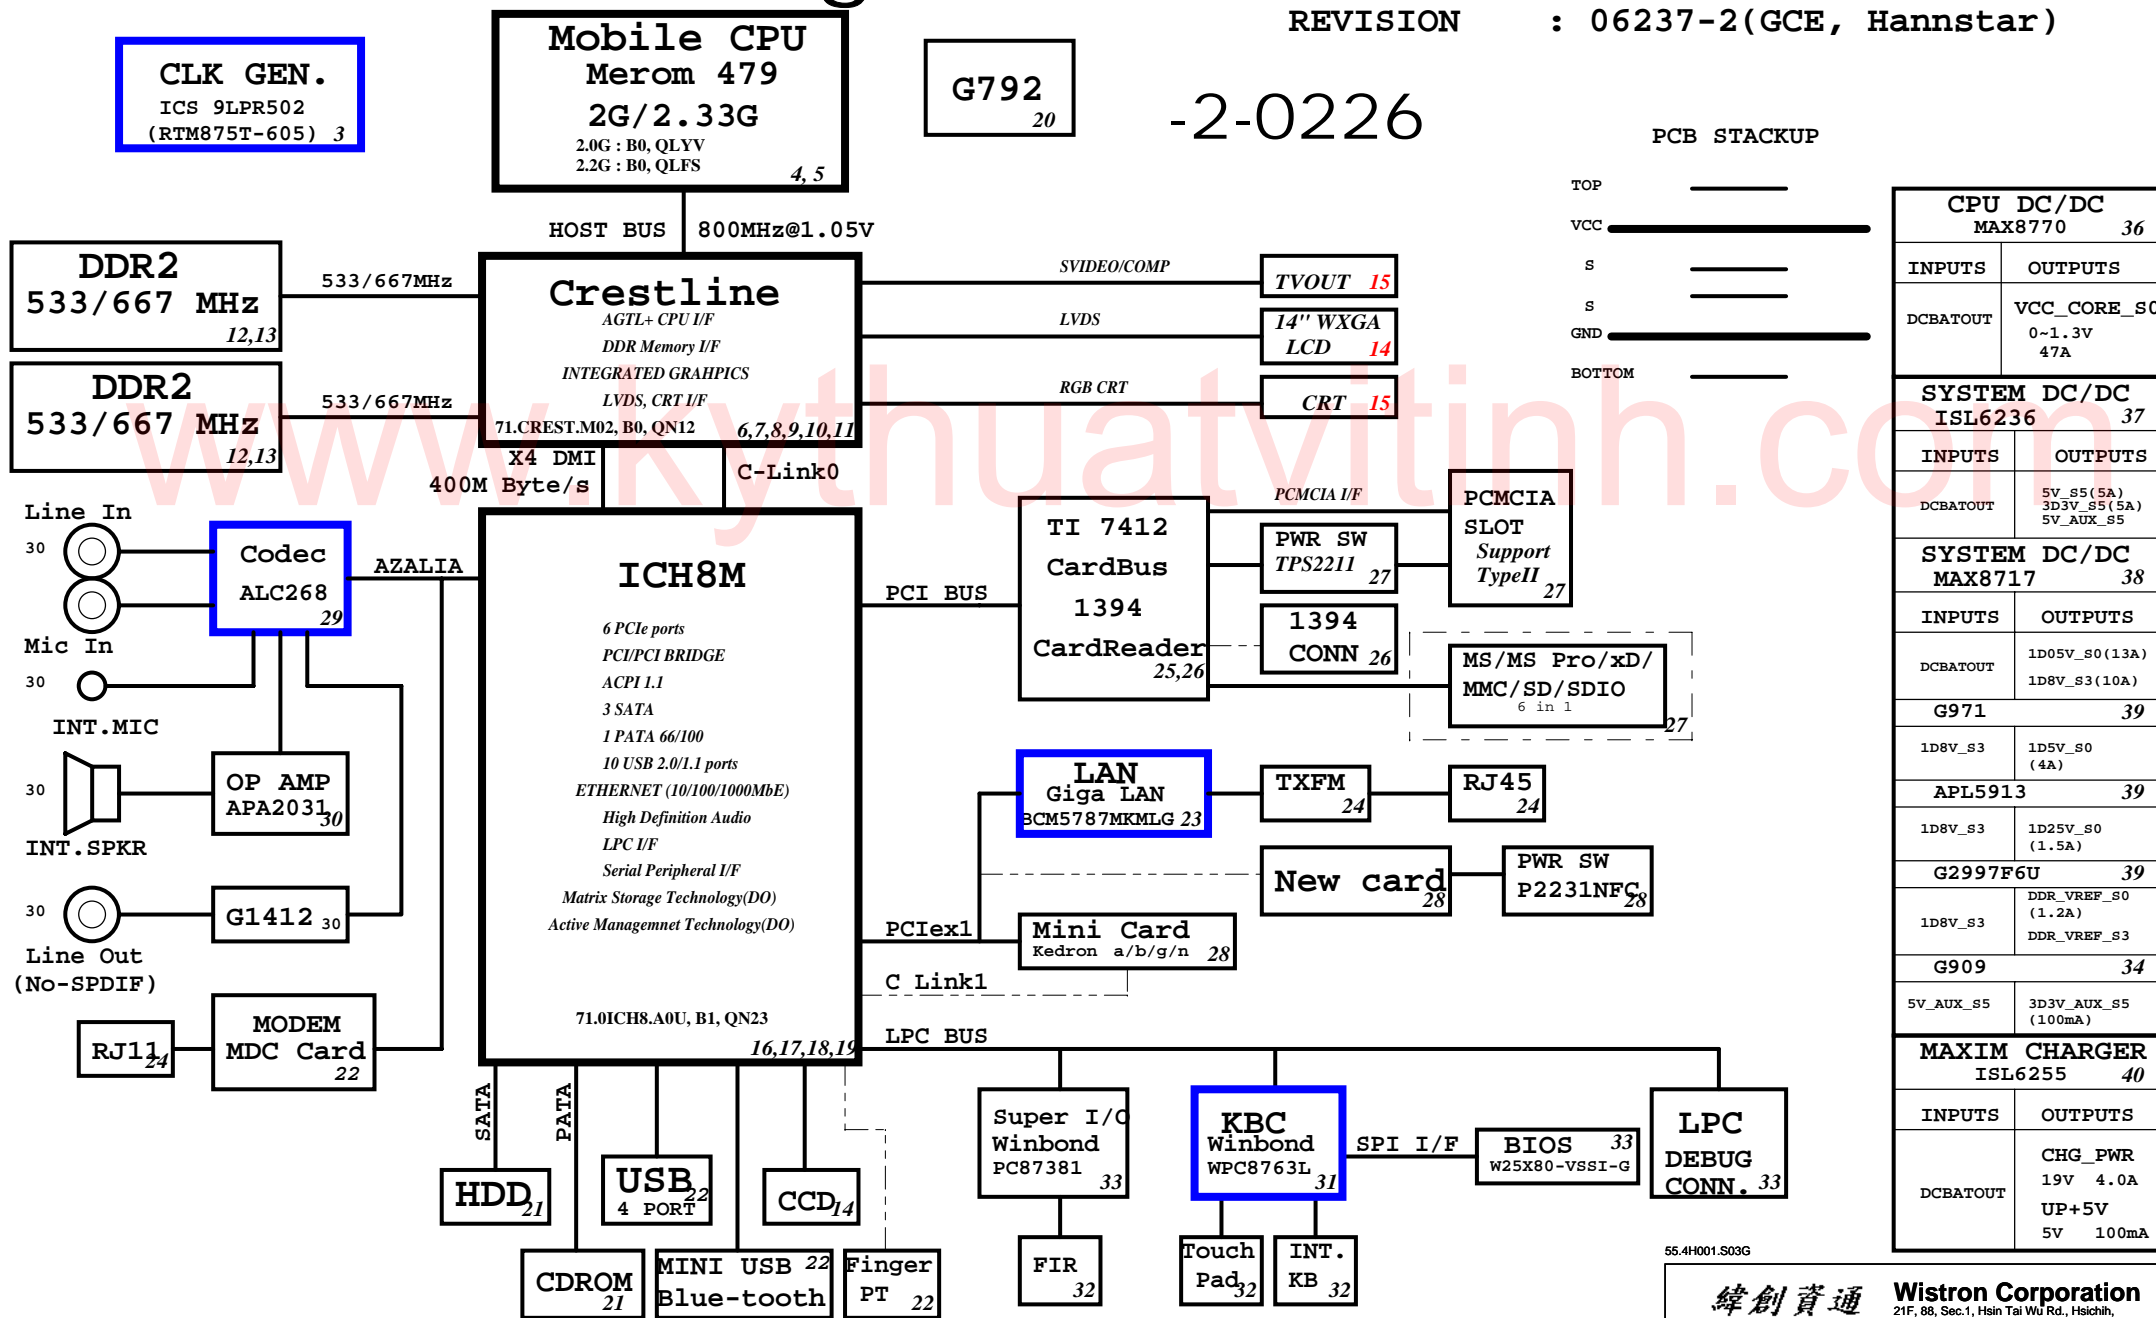 REVISION : 06237-2(GCE, Hannstar)
-2-0226
CLK GEN.
ICS 9LPR502
(RTM875T-605) 3
Mobile CPU
Merom 479
2G/2.33G
2.0G : B0, QLYV
2.2G : B0, QLFS
4, 5
G792
20
HOST BUS 800MHz@1.05V
DDR2
533/667 MHz
12,13
533/667MHz
DDR2
533/667 MHz
12,13
533/667MHz
Crestline
AGTL+ CPU I/F
DDR Memory I/F
INTEGRATED GRAHPICS
LVDS, CRT I/F
71.CREST.M02, B0, QN12
6,7,8,9,10,11
SVIDEO/COMP
TVOUT 15
LVDS
14" WXGA
LCD 14
RGB CRT
CRT 15
X4 DMI
400M Byte/s
C-Link0
PCB STACKUP
TOP
VCC
S
S
GND
BOTTOM
www.kythuatvitinh.com
Line In
30
Mic In
30
INT.MIC
Codec
ALC268
29
AZALIA
30
INT.SPKR
OP AMP
APA2031
30
30
Line Out
(No-SPDIF)
G1412 30
RJ11
24
MODEM
MDC Card
22
ICH8M
6 PCIe ports
PCI/PCI BRIDGE
ACPI 1.1
3 SATA
1 PATA 66/100
10 USB 2.0/1.1 ports
ETHERNET (10/100/1000MbE)
High Definition Audio
LPC I/F
Serial Peripheral I/F
Matrix Storage Technology(DO)
Active Managemnet Technology(DO)
71.0ICH8.A0U, B1, QN23
16,17,18,19
PCI BUS
TI 7412
CardBus
1394
CardReader
25,26
PCMCIA I/F
PWR SW
TPS2211
27
PCMCIA
SLOT
Support
TypeII
27
1394
CONN 26
MS/MS Pro/xD/
MMC/SD/SDIO
6 in 1
27
LAN
Giga LAN
BCM5787MKMLG 23
TXFM
24
RJ45
24
New card
28
PWR SW
P2231NFC
28
PCIex1
Mini Card
Kedron a/b/g/n 28
C Link1
LPC BUS
SATA
PATA
HDD
21
CDROM
21
USB
22
4 PORT
MINI USB 22
Blue-tooth
CCD
14
Finger
PT 22
Super I/O
Winbond
PC87381
33
FIR
32
KBC
Winbond
WPC8763L
31
SPI I/F
BIOS 33
W25X80-VSSI-G
Touch
Pad
32
INT.
KB 32
LPC
DEBUG
CONN. 33
CPU DC/DC
MAX8770 36
INPUTS OUTPUTS
DCBATOUT
VCC_CORE_S0
0~1.3V
47A
SYSTEM DC/DC
ISL6236 37
INPUTS OUTPUTS
DCBATOUT
5V_S5(5A)
3D3V_S5(5A)
5V_AUX_S5
SYSTEM DC/DC
MAX8717 38
INPUTS OUTPUTS
DCBATOUT
1D05V_S0(13A)
1D8V_S3(10A)
G971 39
1D8V_S3 1D5V_S0
(4A)
APL5913 39
1D8V_S3 1D25V_S0
(1.5A)
G2997F6U 39
1D8V_S3
DDR_VREF_S0
(1.2A)
DDR_VREF_S3
G909 34
5V_AUX_S5 3D3V_AUX_S5
(100mA)
MAXIM CHARGER
ISL6255 40
INPUTS OUTPUTS
DCBATOUT
CHG_PWR
19V 4.0A
UP+5V
5V 100mA
55.4H001.S03G
緯創資通 Wistron Corporation
21F, 88, Sec.1, Hsin Tai Wu Rd., Hsichih,